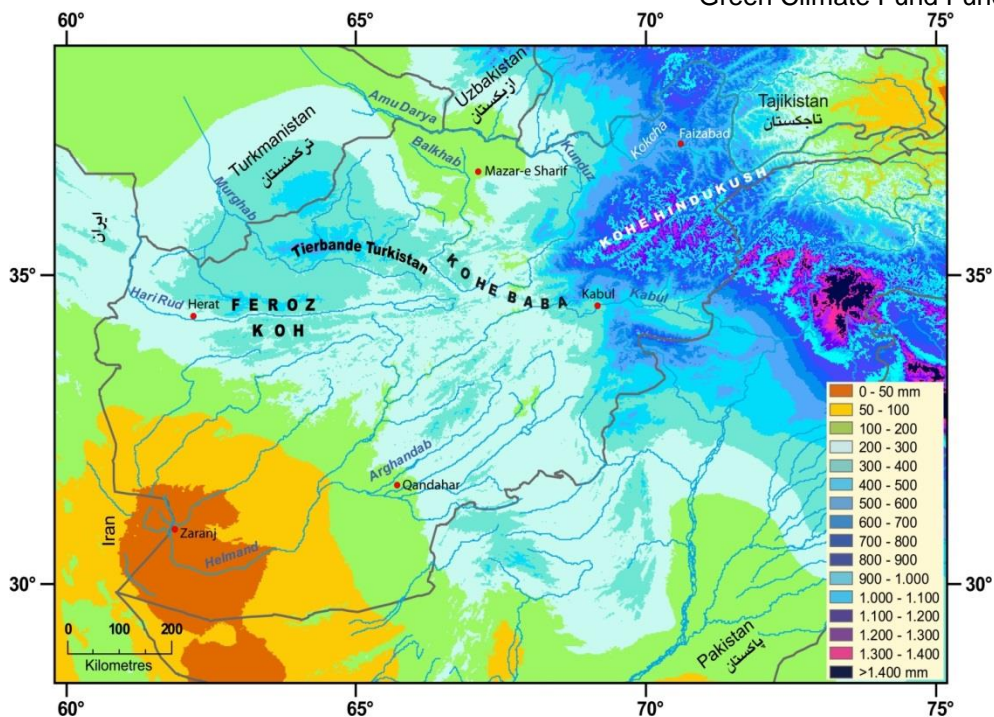 Green Climate Fund Fund
60°
65°
70°
75°
Uzbakistan
ازبکستان
Tajikistan
تاجکستان
Amu Darya
Turkmanistan
ترکمنستان
Balkhab
Kunduz
Kokcha
Faizabad
Mazar-e Sharif
Murghab
ایران
KOHE HINDUKUSH
Tierbande Turkistan
KOHE BABA
35°
35°
Hari Rud
Herat
FEROZ
KOH
Kabul
Kabul
Arghandab
Qandahar
Iran
Zaranj
Helmand
30°
30°
0 100 200
Kilometres
Pakistan
پاکستان
0 - 50 mm
50 - 100
100 - 200
200 - 300
300 - 400
400 - 500
500 - 600
600 - 700
700 - 800
800 - 900
900 - 1.000
1.000 - 1.100
1.100 - 1.200
1.200 - 1.300
1.300 - 1.400
>1.400 mm
60°
65°
70°
75°